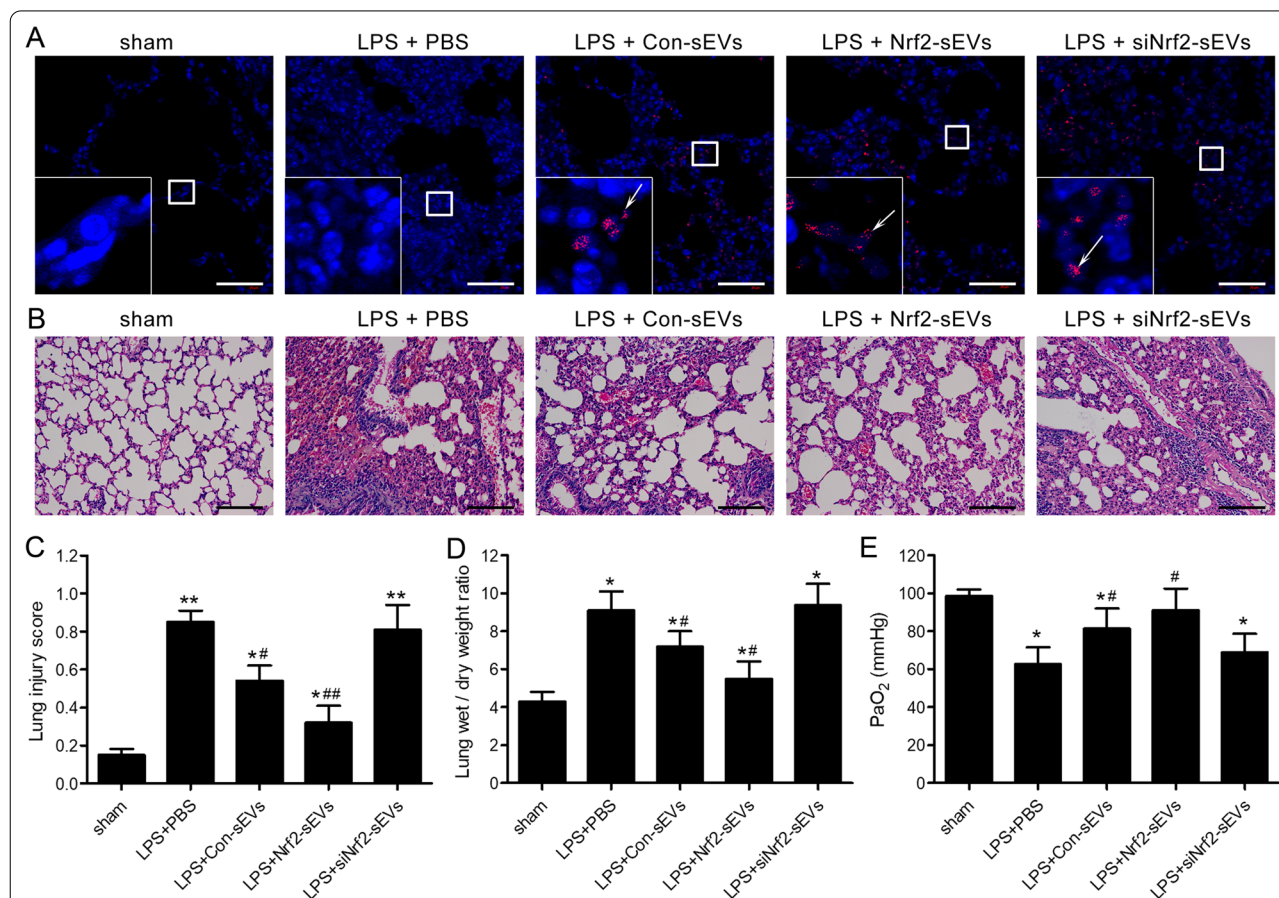 A
sham
LPS + PBS
LPS + Con-sEVs
LPS + Nrf2-sEVs
LPS + siNrf2-sEVs
B
sham
LPS + PBS
LPS + Con-sEVs
LPS + Nrf2-sEVs
LPS + siNrf2-sEVs
C
Lung injury score
1.2
1.0
0.8
0.6
0.4
0.2
0.0
**
*#
*##
**
sham
LPS+PBS
LPS+Con-sEVs
LPS+Nrf2-sEVs
LPS+siNrf2-sEVs
D
Lung wet / dry weight ratio
12
10
8
6
4
2
0
*
*#
*#
*
sham
LPS+PBS
LPS+Con-sEVs
LPS+Nrf2-sEVs
LPS+siNrf2-sEVs
E
PaO2 (mmHg)
120
100
80
60
40
20
0
*
*#
#
*
sham
LPS+PBS
LPS+Con-sEVs
LPS+Nrf2-sEVs
LPS+siNrf2-sEVs